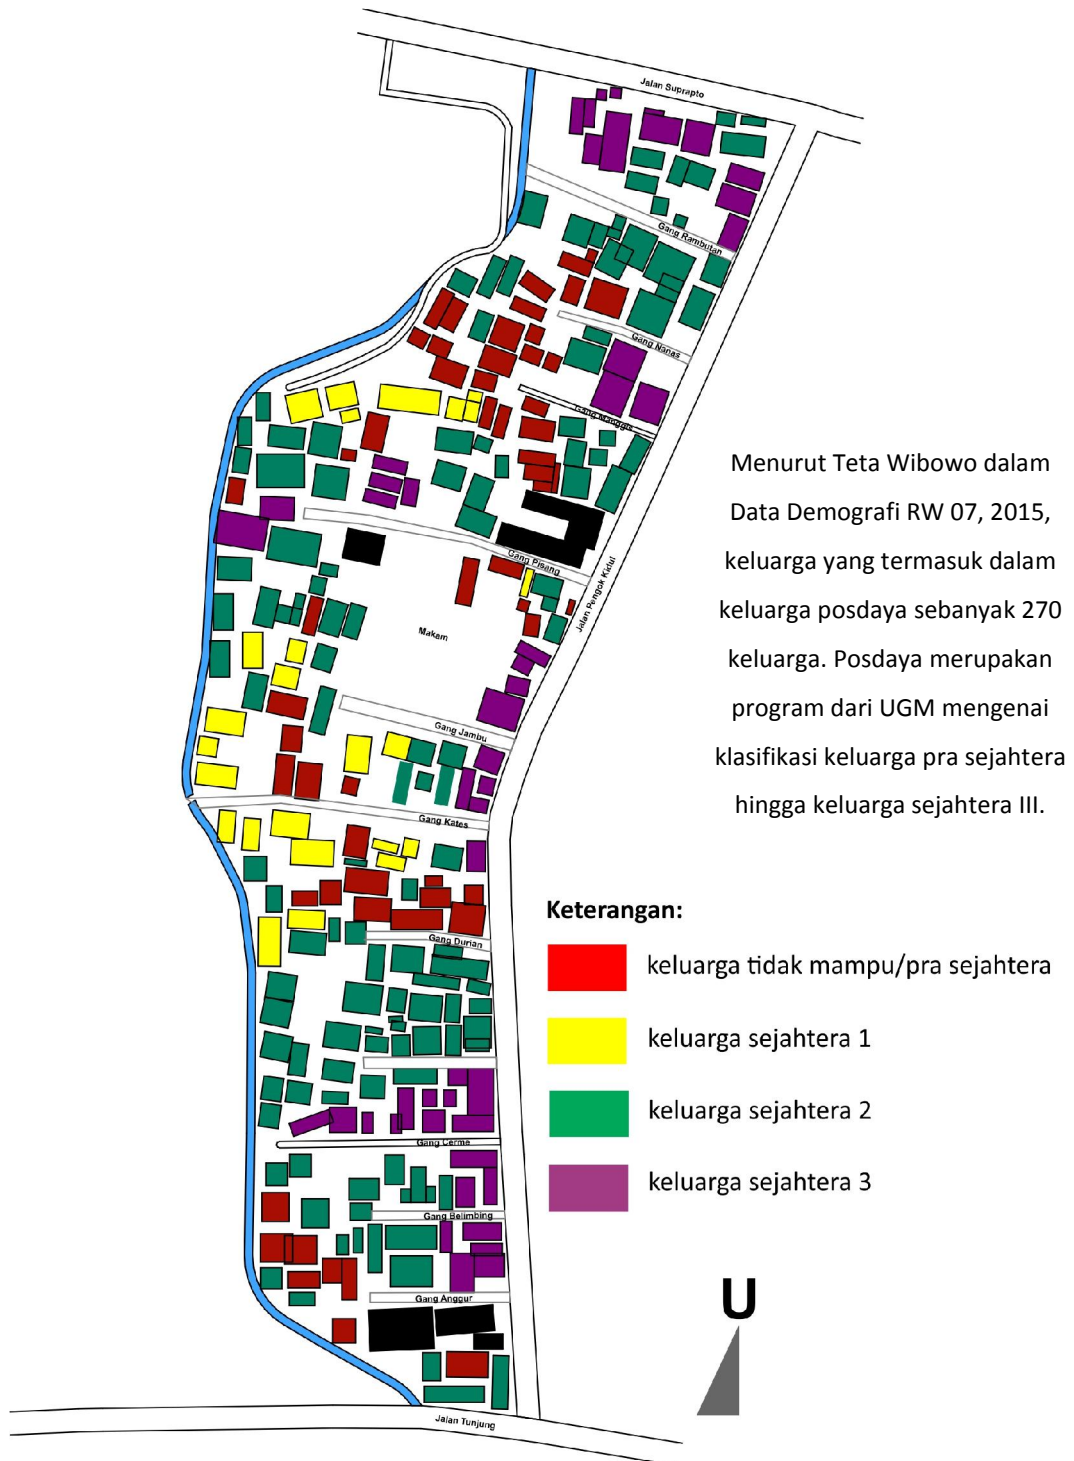 Jalan Suprapto
Gang Rambutan
Gang Nanas
Gang Manggis
Gang Pisang
Jalan Pengok Kidul
Makam
Gang Jambu
Gang Kates
Gang Durian
Gang Cerme
Gang Belimbing
Gang Anggur
Jalan Tunjung
Menurut Teta Wibowo dalam
Data Demografi RW 07, 2015,
keluarga yang termasuk dalam
keluarga posdaya sebanyak 270
keluarga. Posdaya merupakan
program dari UGM mengenai
klasifikasi keluarga pra sejahtera
hingga keluarga sejahtera III.
Keterangan:
keluarga tidak mampu/pra sejahtera
keluarga sejahtera 1
keluarga sejahtera 2
keluarga sejahtera 3
U